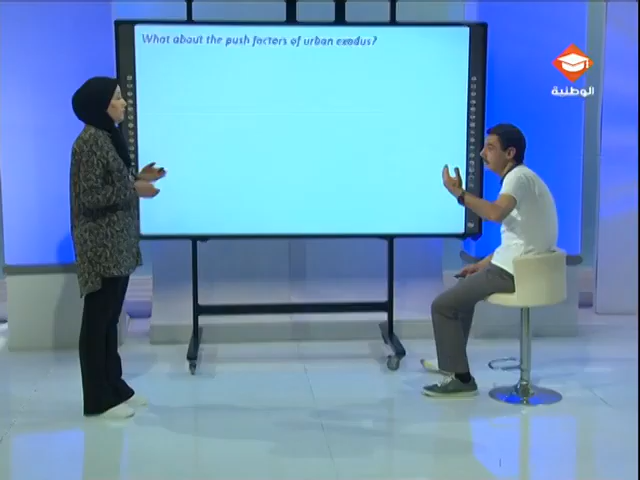 What about the push factors of urban exodus?
الوطنية